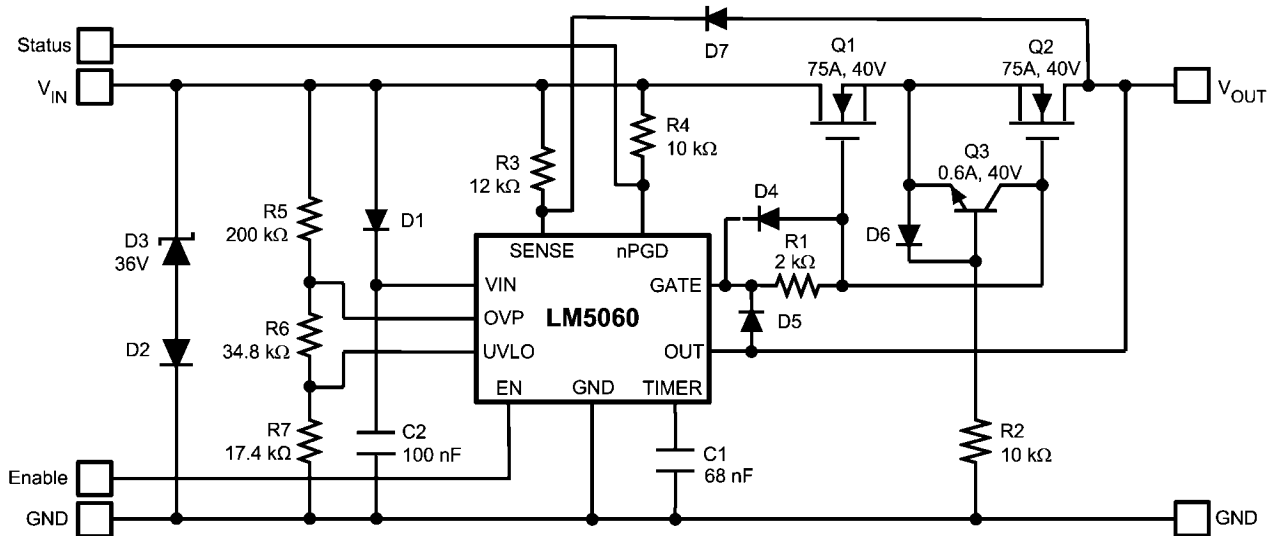 Status
D7
Q1
75A, 40V
Q2
75A, 40V
VIN
VOUT
R3
12 kΩ
R4
10 kΩ
Q3
0.6A, 40V
D4
R5
200 kΩ
D1
D6
D3
36V
SENSE
nPGD
R1
2 kΩ
VIN
GATE
OVP
LM5060
D5
R6
34.8 kΩ
D2
UVLO
OUT
EN
GND
TIMER
R7
17.4 kΩ
C2
100 nF
C1
68 nF
R2
10 kΩ
Enable
GND
GND